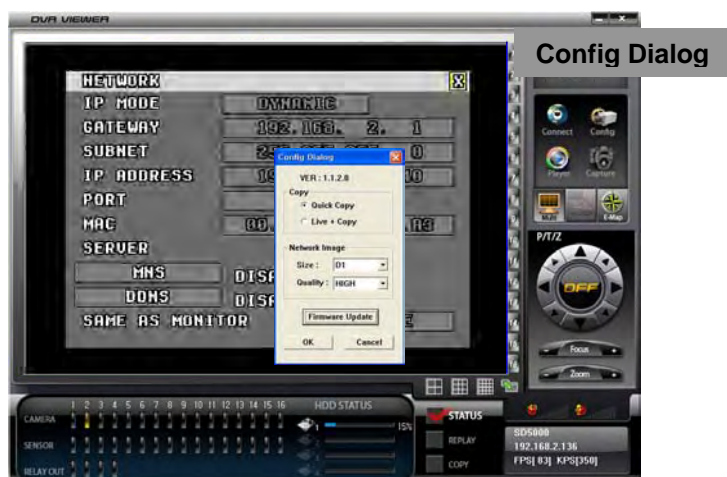 DVR VIEWER
Config Dialog
NETWORK
X
IP MODE DYNAMIC
GATEWAY 192.168. 2. 1
SUBNET
IP ADDRESS
PORT
MAC
SERVER
MNS
DDNS
SAME AS MONITOR
Config Dialog
VER : 1.1.2.8
Copy
Quick Copy
Live + Copy
Network Image
Size : D1
Quality : HIGH
Firmware Update
OK Cancel
Connect Config
Player Capture
Multi E-Map
P/T/Z
OFF
Focus
Zoom
1 2 3 4 5 6 7 8 9 10 11 12 13 14 15 16 HDD STATUS
CAMERA 1 15%
SENSOR
RELAY OUT
STATUS
REPLAY
COPY
SD5000
192.168.2.136
FPS[ 83] KPS[350]